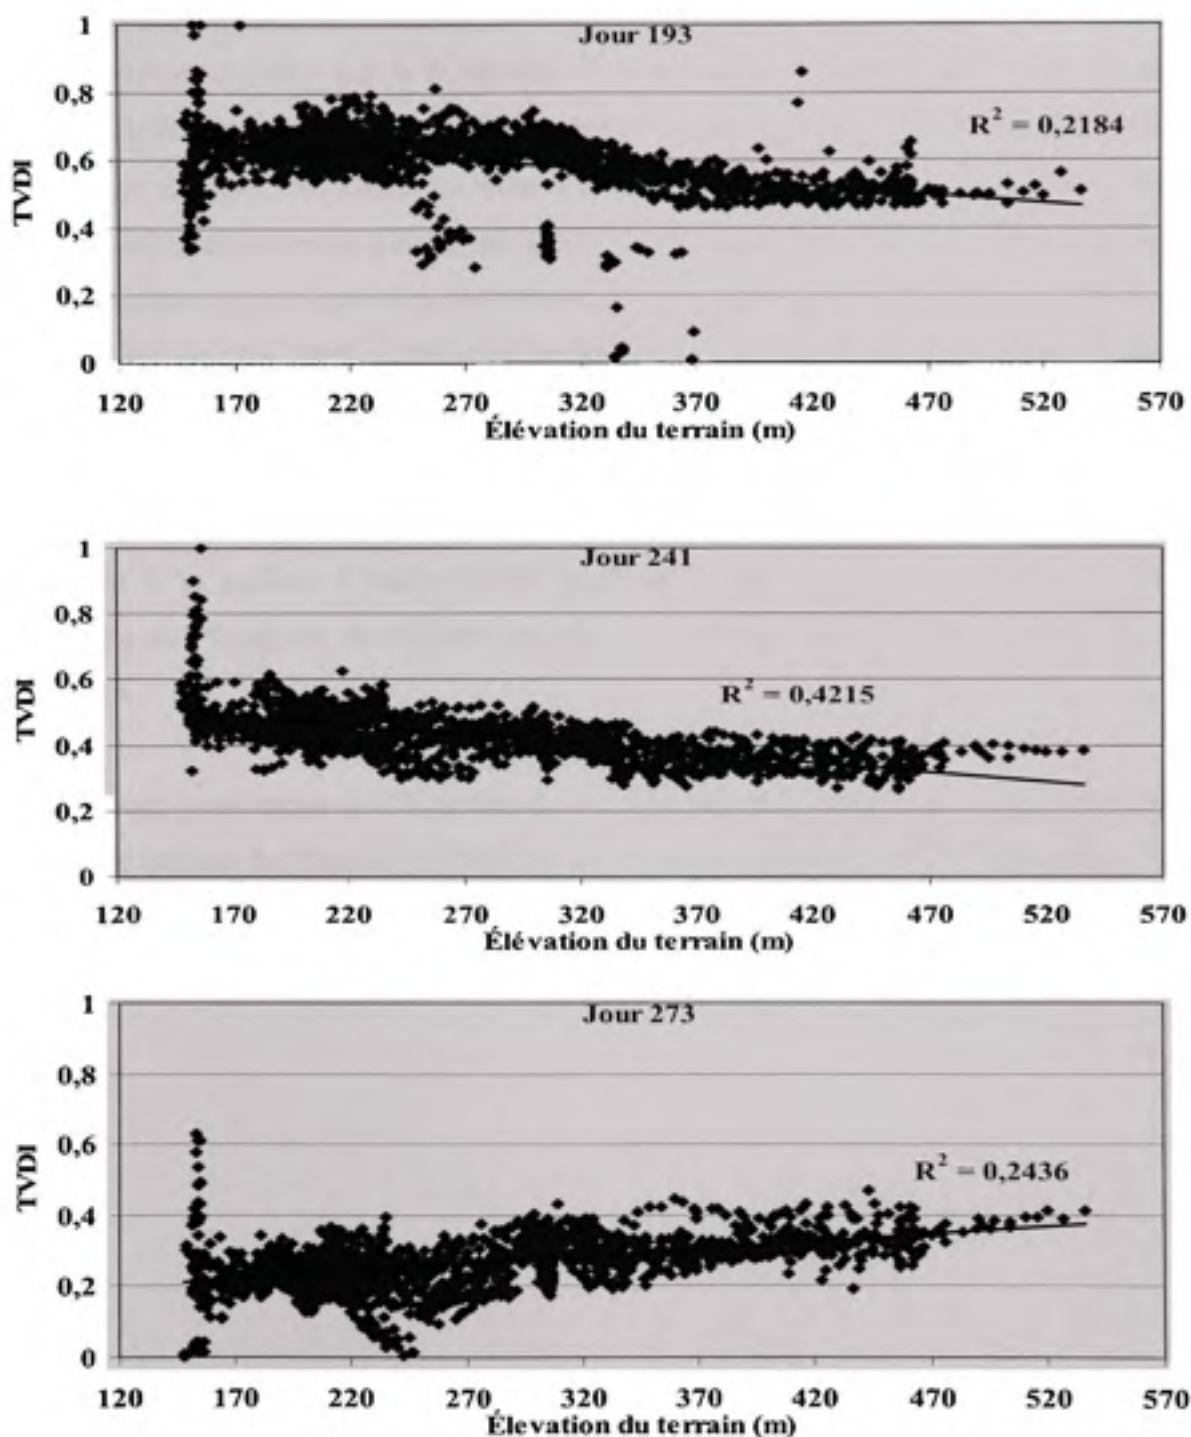 Jour 193
1
0,8
0,6
0,4
0,2
0
TVDI
R² = 0,2184
120 170 220 270 320 370 420 470 520 570
Élévation du terrain (m)
Jour 241
1
0,8
0,6
0,4
0,2
0
TVDI
R² = 0,4215
120 170 220 270 320 370 420 470 520 570
Élévation du terrain (m)
Jour 273
1
0,8
0,6
0,4
0,2
0
TVDI
R² = 0,2436
120 170 220 270 320 370 420 470 520 570
Élevation du terrain (m)